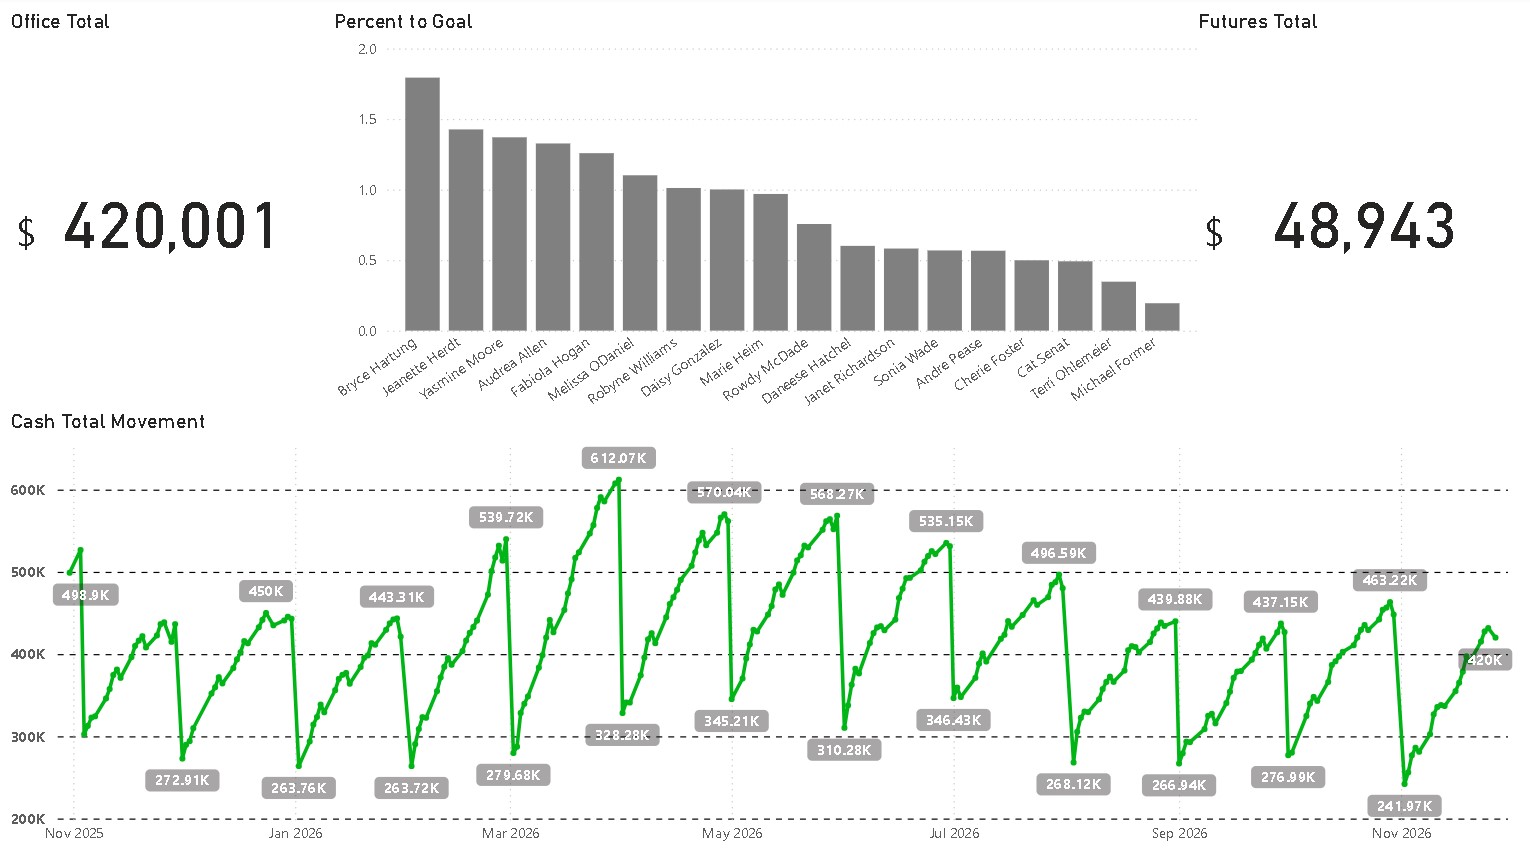 Office Total
$ 420,001
Percent to Goal
2.0
1.5
1.0
0.5
0.0
Bryce Hartung
Jeanette Herdt
Yasmine Moore
Audrea Allen
Fabiola Hogan
Melissa ODaniel
Robyne Williams
Daisy Gonzalez
Marie Heim
Rowdy McDade
Daneese Hatchel
Janet Richardson
Sonia Wade
Andre Pease
Cherie Foster
Cat Senat
Terri Ohlemeier
Michael Former
Futures Total
$ 48,943
Cash Total Movement
600K
500K
400K
300K
200K
498.9K
272.91K
450K
263.76K
443.31K
263.72K
539.72K
279.68K
612.07K
328.28K
570.04K
345.21K
568.27K
310.28K
535.15K
346.43K
496.59K
268.12K
439.88K
266.94K
437.15K
276.99K
463.22K
241.97K
420K
Nov 2025
Jan 2026
Mar 2026
May 2026
Jul 2026
Sep 2026
Nov 2026